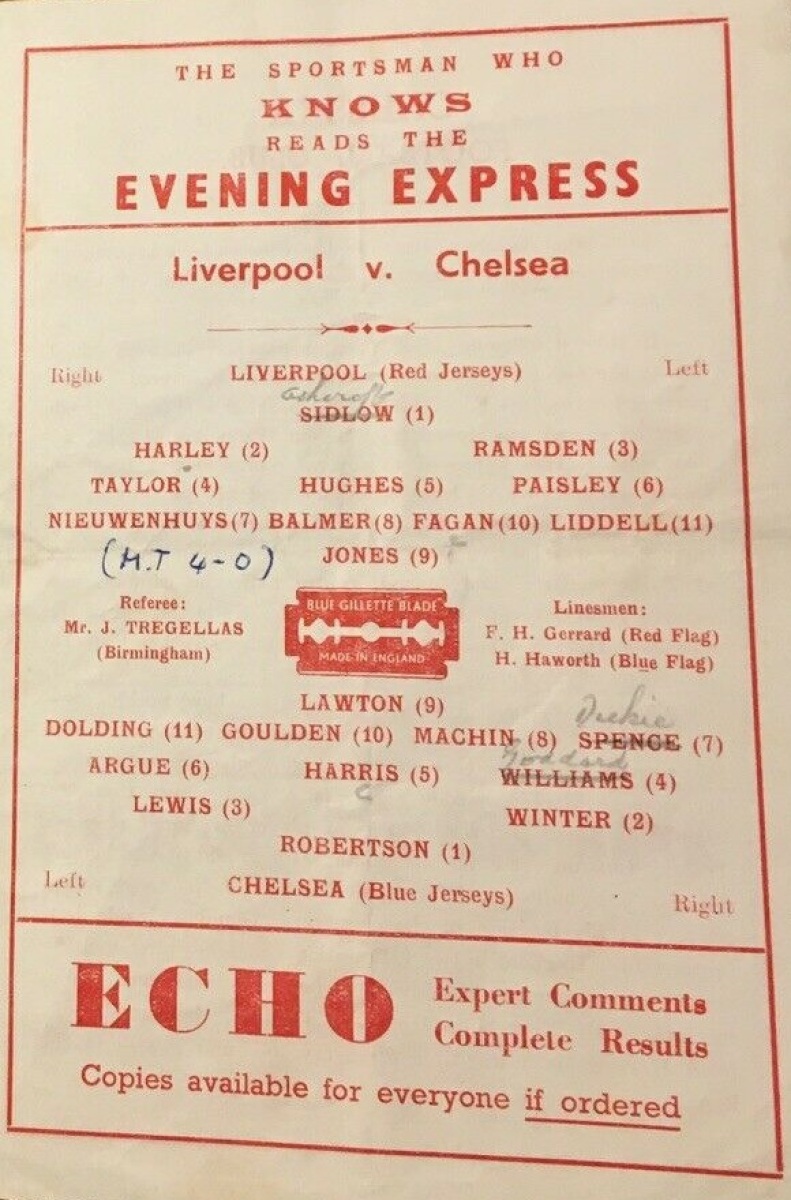 THE SPORTSMAN WHO
KNOWS
READS THE
EVENING EXPRESS
Liverpool v. Chelsea
Right LIVERPOOL (Red Jerseys) Left
Ashcroft
SIDLOW (1)
HARLEY (2) RAMSDEN (3)
TAYLOR (4) HUGHES (5) PAISLEY (6)
NIEUWENHUYS (7) BALMER (8) FAGAN (10) LIDDELL (11)
(H.T 4-0) JONES (9)
Referee:
Mr. J. TREGELLAS
(Birmingham)
BLUE GILLETTE BLADE
MADE IN ENGLAND
Linesmen:
F. H. Gerrard (Red Flag)
H. Haworth (Blue Flag)
LAWTON (9)
Dickie
DOLDING (11) GOULDEN (10) MACHIN (8) SPENCE (7)
Goddard
ARGUE (6) HARRIS (5) WILLIAMS (4)
C
LEWIS (3) WINTER (2)
ROBERTSON (1)
Left CHELSEA (Blue Jerseys) Right
ECHO
Expert Comments
Complete Results
Copies available for everyone if ordered